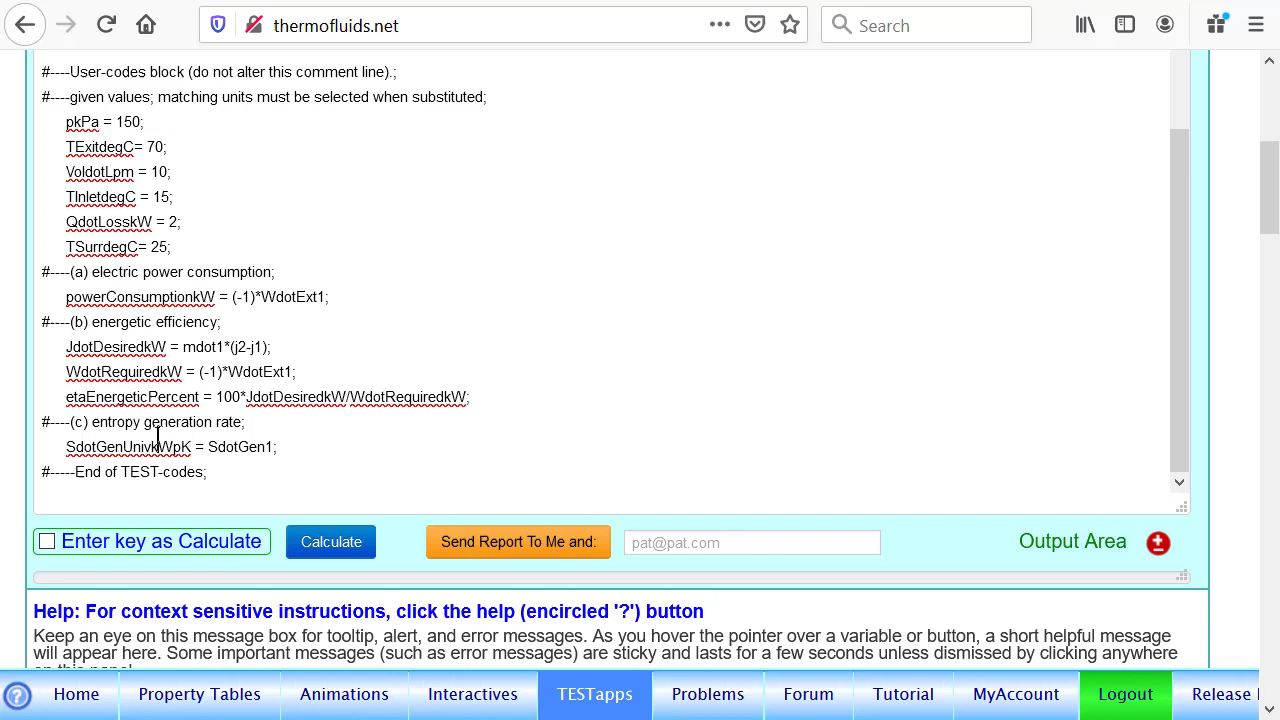 thermofluids.net
Search
#----User-codes block (do not alter this comment line).;
#----given values; matching units must be selected when substituted;
pkPa = 150;
TExitdegC= 70;
VoldotLpm = 10;
TInletdegC = 15;
QdotLosskW = 2;
TSurrdegC= 25;
#----(a) electric power consumption;
powerConsumptionkW = (-1)*WdotExt1;
#----(b) energetic efficiency;
JdotDesiredkW = mdot1*(j2-j1);
WdotRequiredkW = (-1)*WdotExt1;
etaEnergeticPercent = 100*JdotDesiredkW/WdotRequiredkW;
#----(c) entropy generation rate;
SdotGenUnivkWpK = SdotGen1;
#-----End of TEST-codes;
Enter key as Calculate
Calculate
Send Report To Me and:
pat@pat.com
Output Area
Help: For context sensitive instructions, click the help (encircled '?') button
Keep an eye on this message box for tooltip, alert, and error messages. As you hover the pointer over a variable or button, a short helpful message
will appear here. Some important messages (such as error messages) are sticky and lasts for a few seconds unless dismissed by clicking anywhere
on this panel
? Home Property Tables Animations Interactives TESTapps Problems Forum Tutorial MyAccount Logout Release